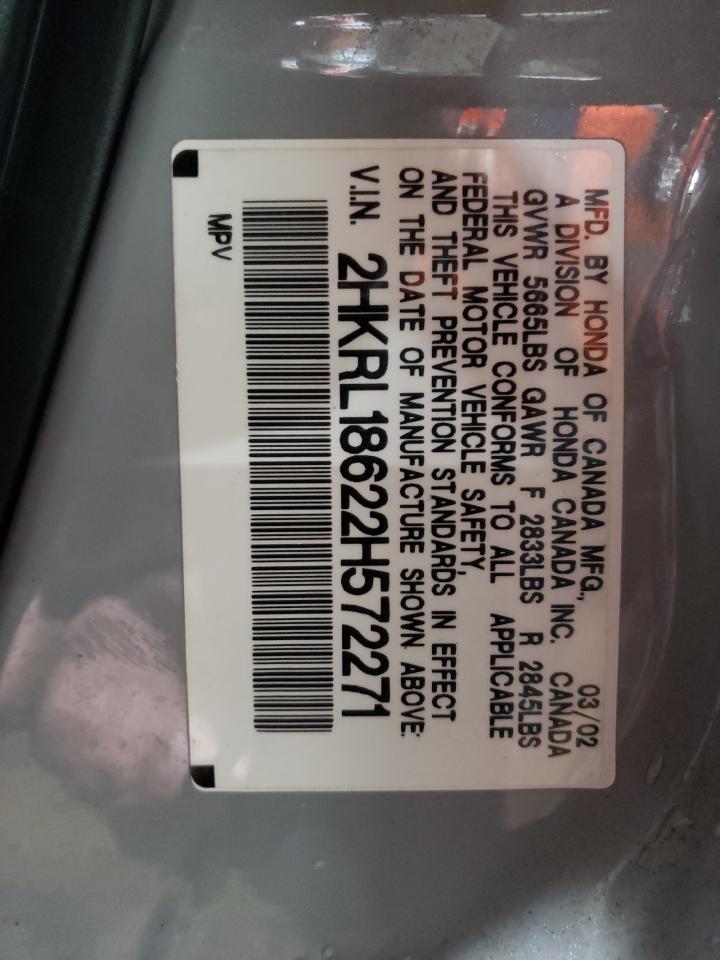 MFD. BY HONDA OF CANADA MFG., 03/02
A DIVISION OF HONDA CANADA INC. CANADA
GVWR 5665LBS GAWR F 2833LBS R 2845LBS
THIS VEHICLE CONFORMS TO ALL APPLICABLE
FEDERAL MOTOR VEHICLE SAFETY,
AND THEFT PREVENTION STANDARDS IN EFFECT
ON THE DATE OF MANUFACTURE SHOWN ABOVE:
V.I.N. 2HKRL18622H572271
MPV